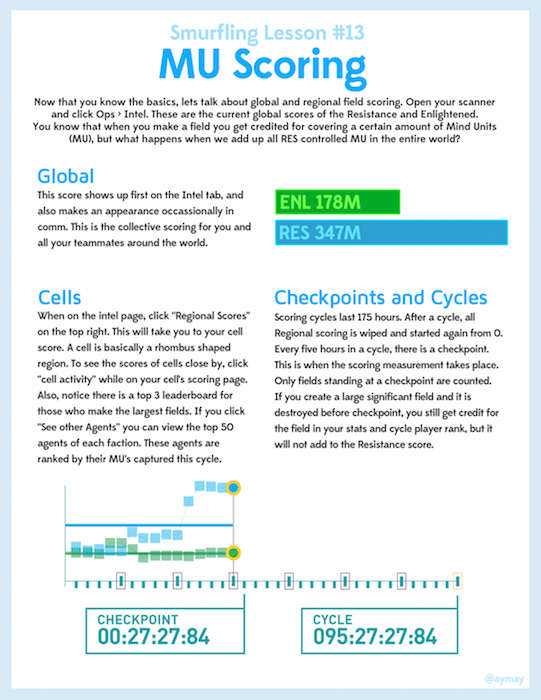 Smurfling Lesson #13
MU Scoring
Now that you know the basics, lets talk about global and regional field scoring. Open your scanner
and click Ops > Intel. These are the current global scores of the Resistance and Enlightened.
You know that when you make a field you get credited for covering a certain amount of Mind Units
(MU), but what happens when we add up all RES controlled MU in the entire world?
Global
This score shows up first on the Intel tab, and
also makes an appearance occassionally in
comm. This is the collective scoring for you and
all your teammates around the world.
ENL 178M
RES 347M
Cells
When on the intel page, click "Regional Scores"
on the top right. This will take you to your cell
score. A cell is basically a rhombus shaped
region. To see the scores of cells close by, click
"cell activity" while on your cell's scoring page.
Also, notice there is a top 3 leaderboard for
those who make the largest fields. If you click
"See other Agents" you can view the top 50
agents of each faction. These agents are
ranked by their MU's captured this cycle.
Checkpoints and Cycles
Scoring cycles last 175 hours. After a cycle, all
Regional scoring is wiped and started again from 0.
Every five hours in a cycle, there is a checkpoint.
This is when the scoring measurement takes place.
Only fields standing at a checkpoint are counted.
If you create a large significant field and it is
destroyed before checkpoint, you still get credit for
the field in your stats and cycle player rank, but it
will not add to the Resistance score.
CHECKPOINT
00:27:27:84
CYCLE
095:27:27:84
@aymay